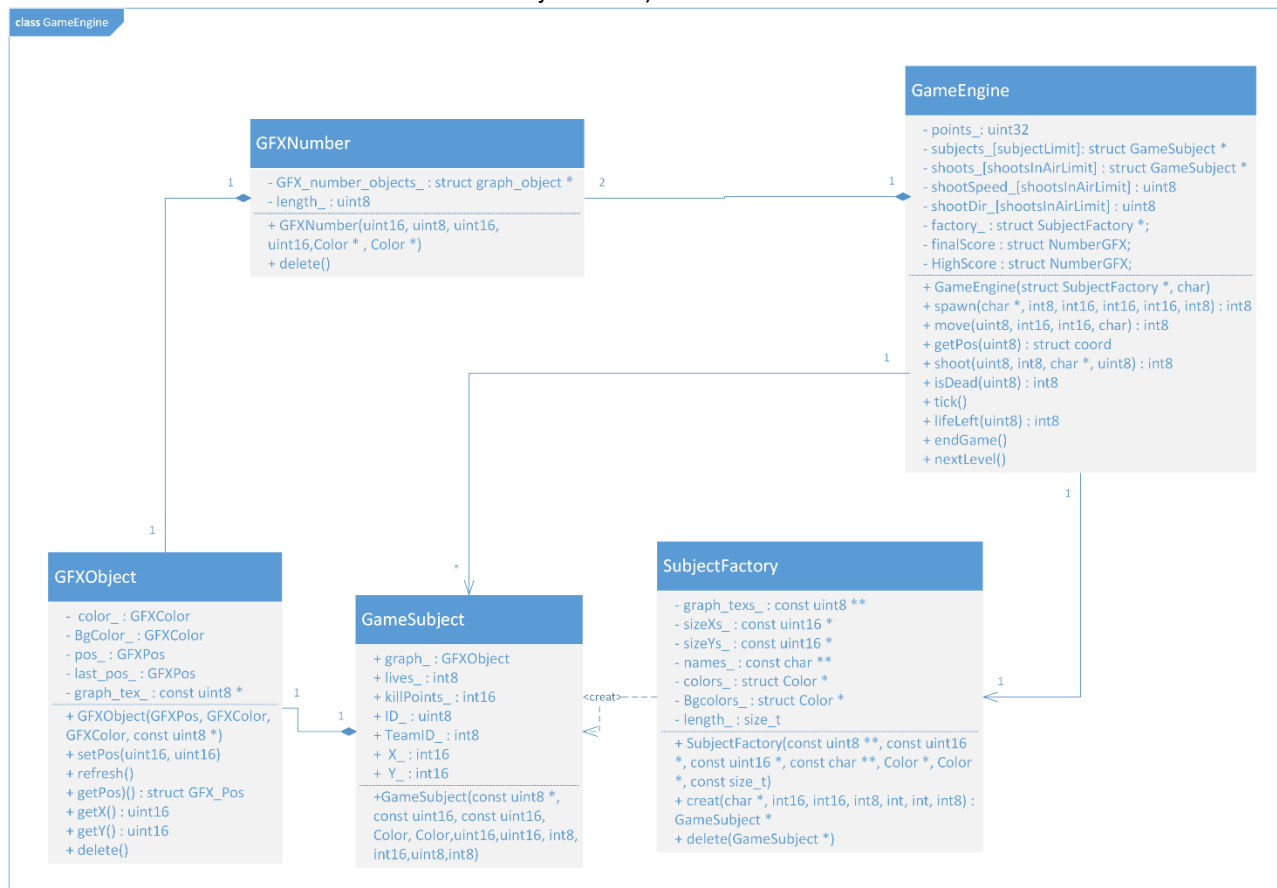 class GameEngine
GameEngine
- points_: uint32
- subjects_[subjectLimit]: struct GameSubject *
- shoots_[shootsInAirLimit] : struct GameSubject *
- shootSpeed_[shootsInAirLimit] : uint8
- shootDir_[shootsInAirLimit] : uint8
- factory_ : struct SubjectFactory *;
- finalScore : struct NumberGFX;
- HighScore : struct NumberGFX;
+ GameEngine(struct SubjectFactory *, char)
+ spawn(char *, int8, int16, int16, int16, int8) : int8
+ move(uint8, int16, int16, char) : int8
+ getPos(uint8) : struct coord
+ shoot(uint8, int8, char *, uint8) : int8
+ isDead(uint8) : int8
+ tick()
+ lifeLeft(uint8) : int8
+ endGame()
+ nextLevel()
GFXNumber
- GFX_number_objects_ : struct graph_object *
- length_ : uint8
+ GFXNumber(uint16, uint8, uint16,
uint16,Color * , Color *)
+ delete()
1
2
1
1
1
1
*
1
GFXObject
- color_ : GFXColor
- BgColor_ : GFXColor
- pos_ : GFXPos
- last_pos_ : GFXPos
- graph_tex_ : const uint8 *
+ GFXObject(GFXPos, GFXColor,
GFXColor, const uint8 *)
+ setPos(uint16, uint16)
+ refresh()
+ getPos)() : struct GFX_Pos
+ getX() : uint16
+ getY() : uint16
+ delete()
1
1
GameSubject
+ graph_ : GFXObject
+ lives_ : int8
+ killPoints_ : int16
+ ID_ : uint8
+ TeamID_ : int8
+ X_ : int16
+ Y_ : int16
+GameSubject(const uint8 *,
const uint16, const uint16,
Color, Color,uint16,uint16, int8,
int16,uint8,int8)
<creat>
SubjectFactory
- graph_texs_ : const uint8 **
- sizeXs_ : const uint16 *
- sizeYs_ : const uint16 *
- names_ : const char **
- colors_ : struct Color *
- Bgcolors_ : struct Color *
- length_ : size_t
+ SubjectFactory(const uint8 **, const uint16
*, const uint16 *, const char **, Color *, Color
*, const size_t)
+ creat(char *, int16, int16, int8, int, int, int8) :
GameSubject *
+ delete(GameSubject *)
1